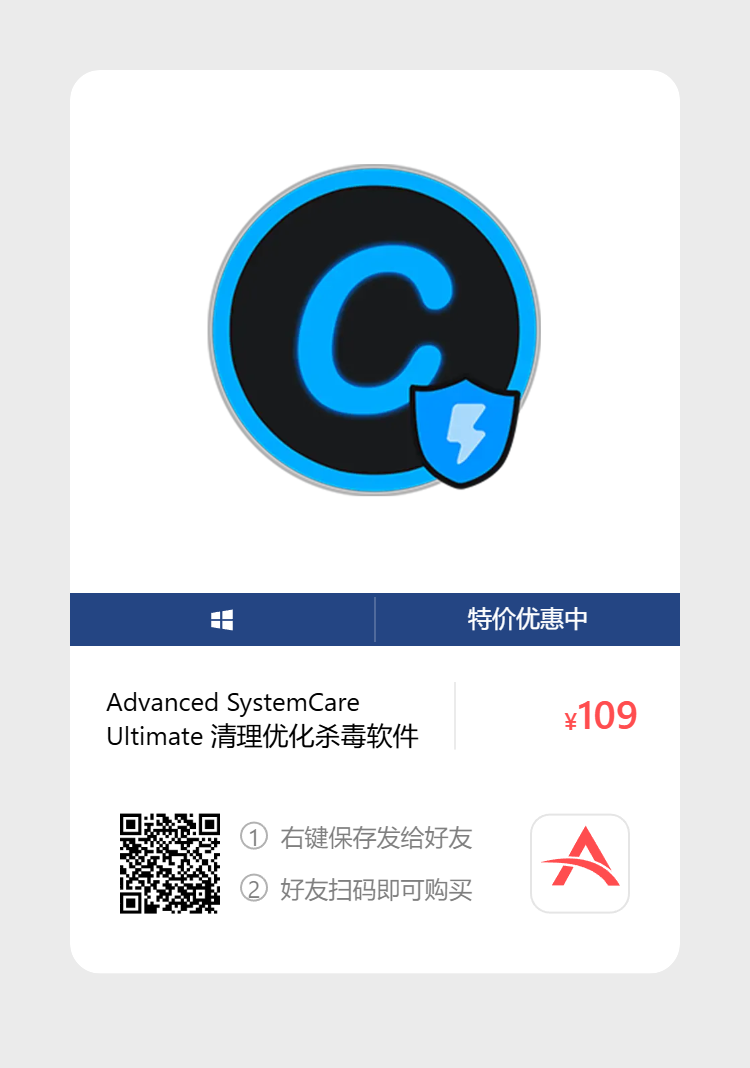 特价优惠中
Advanced SystemCare
Ultimate 清理优化杀毒软件
¥109
① 右键保存发给好友
② 好友扫码即可购买